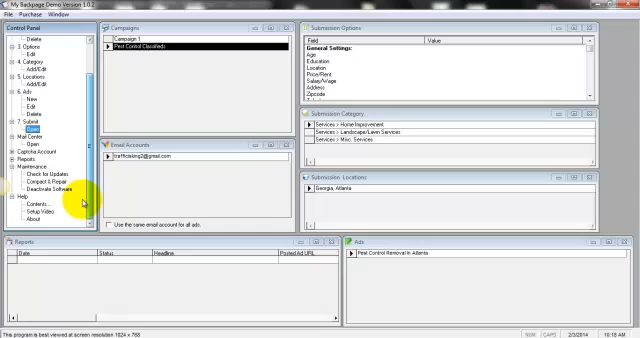 My Backpage Demo Version 1.0.2
File Purchase Window
Control Panel
Delete
3. Options
Edit
4. Category
Add/Edit
5. Locations
Add/Edit
6. Ads
New
Edit
Delete
7. Submit
Open
Mail Center
Open
Captcha Account
Reports
Maintenance
Check for Updates
Compact & Repair
Deactivate Software
Help
Contents...
Setup Video
About
Campaigns
Campaign 1
Pest Control Classifieds
Email Accounts
trafficiaking2@gmail.com
Use the same email account for all ads.
Submission Options
Field Value
General Settings:
Age
Education
Location
Price/Rent
Salary/Wage
Address
Zipcode
Submission Category
Services > Home Improvement
Services > Landscape/Lawn Services
Services > Misc. Services
Submission Locations
Georgia, Atlanta
Reports
Date Status Headline Posted Ad URL
Ads
Pest Control Removal In Atlanta
This program is best viewed at screen resolution 1024 x 768
NUM CAPS 2/3/2014 10:15 AM